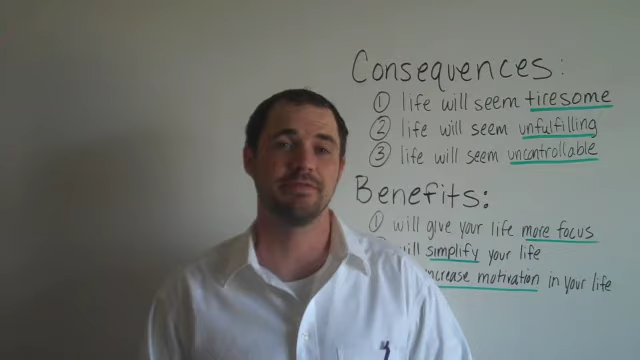 Consequences:
① life will seem tiresome
② life will seem unfulfilling
③ life will seem uncontrollable
Benefits:
① will give your life more focus
will simplify your life
increase motivation in your life